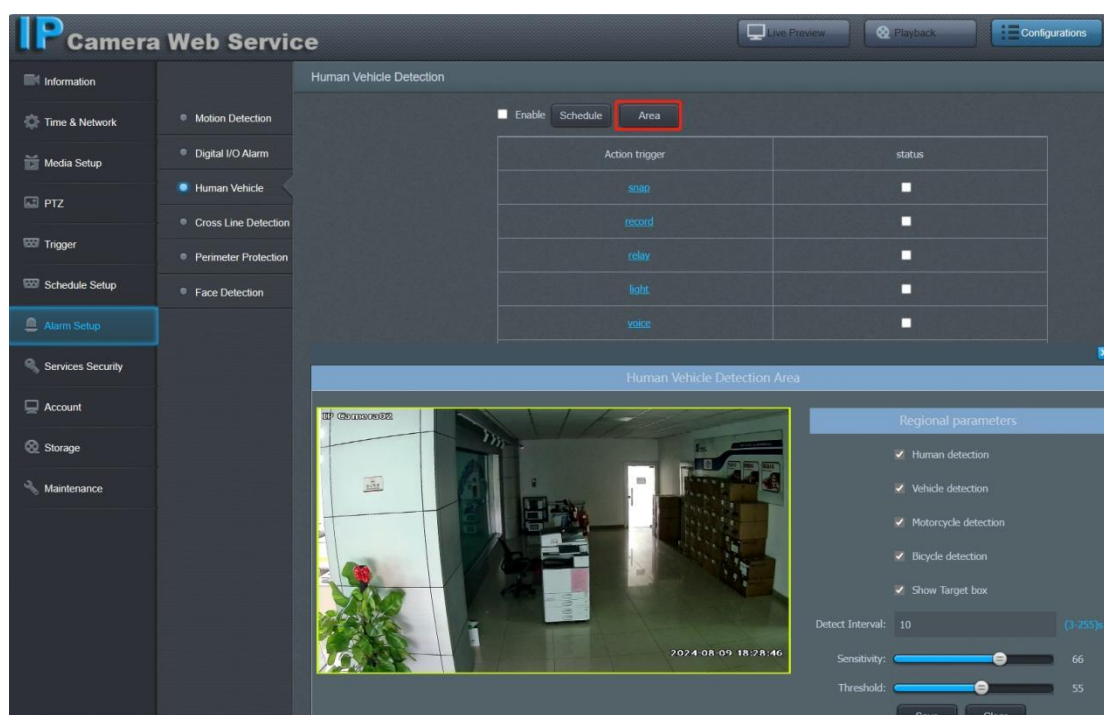 IP Camera Web Service
Live Preview
Playback
Configurations
Information
Time & Network
Media Setup
PTZ
Trigger
Schedule Setup
Alarm Setup
Services Security
Account
Storage
Maintenance
Motion Detection
Digital I/O Alarm
Human Vehicle
Cross Line Detection
Perimeter Protection
Face Detection
Human Vehicle Detection
Enable Schedule Area
Action trigger status
snap
record
relay
light
voice
Human Vehicle Detection Area
IP Camera02
2024-08-09 18:28:46
Regional parameters
Human detection
Vehicle detection
Motorcycle detection
Bicycle detection
Show Target box
Detect Interval: 10 (3-255)s
Sensitivity: 66
Threshold: 55